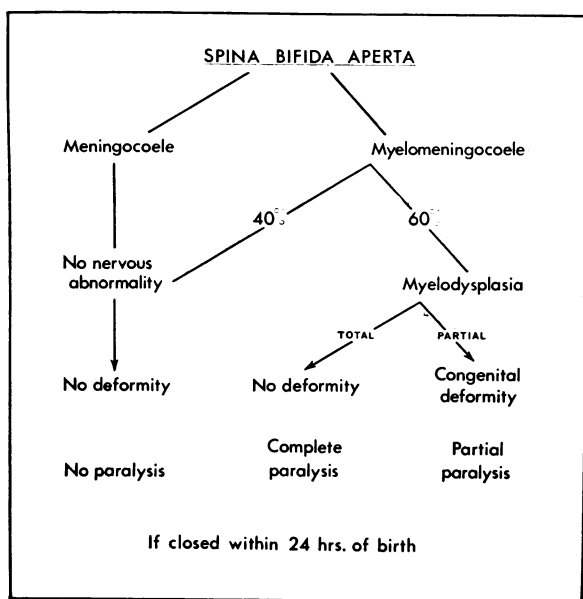 SPINA BIFIDA APERTA
Meningocoele
Myelomeningocoele
40%
60%
No nervous
abnormality
Myelodysplasia
TOTAL
PARTIAL
No deformity
No deformity
Congenital
deformity
No paralysis
Complete
paralysis
Partial
paralysis
If closed within 24 hrs. of birth